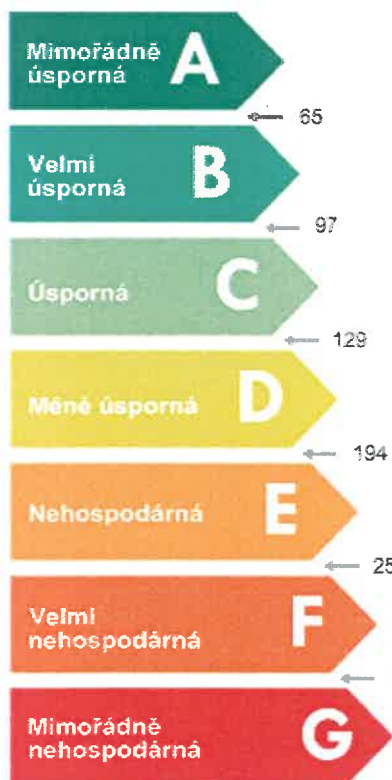 Mimořádně
úsporná
A
65
Velmi
úsporná
B
97
Úsporná
C
129
Méně úsporná
D
194
Nehospodárná
E
Velmi
nehospodárná
F
Mimořádně
nehospodárná
G